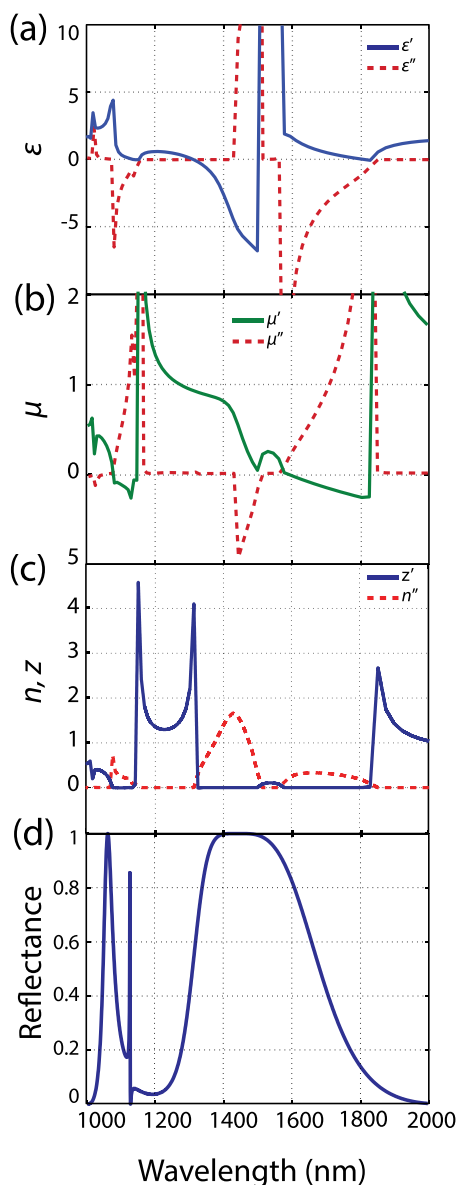 (a)
10
5
0
-5
ε
ε′
ε″
(b)
2
1
0
5
μ
μ′
μ″
(c)
4
3
2
1
0
n, z
z′
n″
(d)
1
0.8
0.6
0.4
0.2
0
Reflectance
1000 1200 1400 1600 1800 2000
Wavelength (nm)